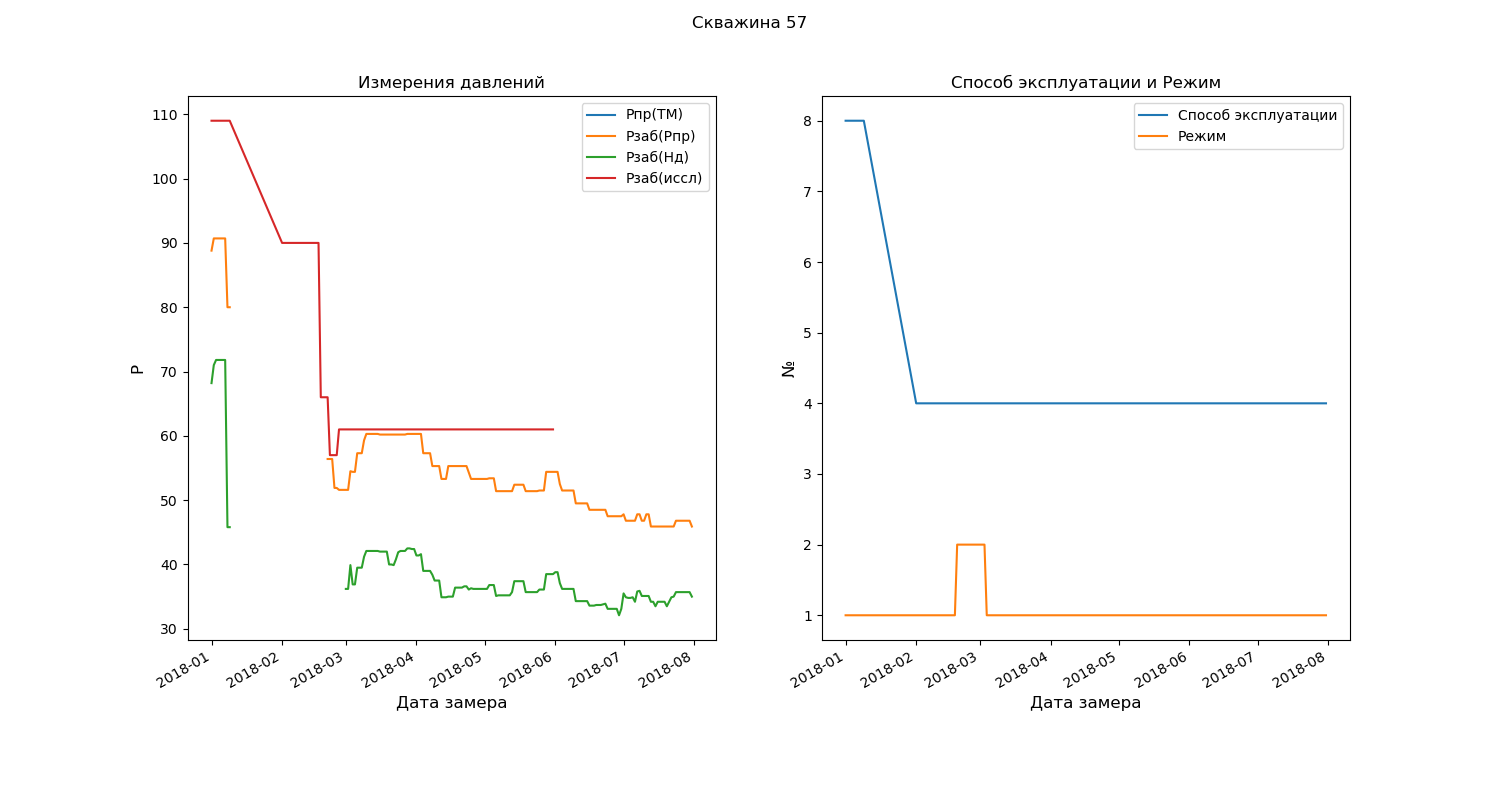 Скважина 57
Измерения давлений
Рпр(ТМ)
Рзаб(Рпр)
Рзаб(Нд)
Рзаб(иссл)
110
100
90
80
70
60
50
40
30
Р
2018-01
2018-02
2018-03
2018-04
2018-05
2018-06
2018-07
2018-08
Дата замера
Способ эксплуатации и Режим
Способ эксплуатации
Режим
8
7
6
5
4
3
2
1
№
2018-01
2018-02
2018-03
2018-04
2018-05
2018-06
2018-07
2018-08
Дата замера